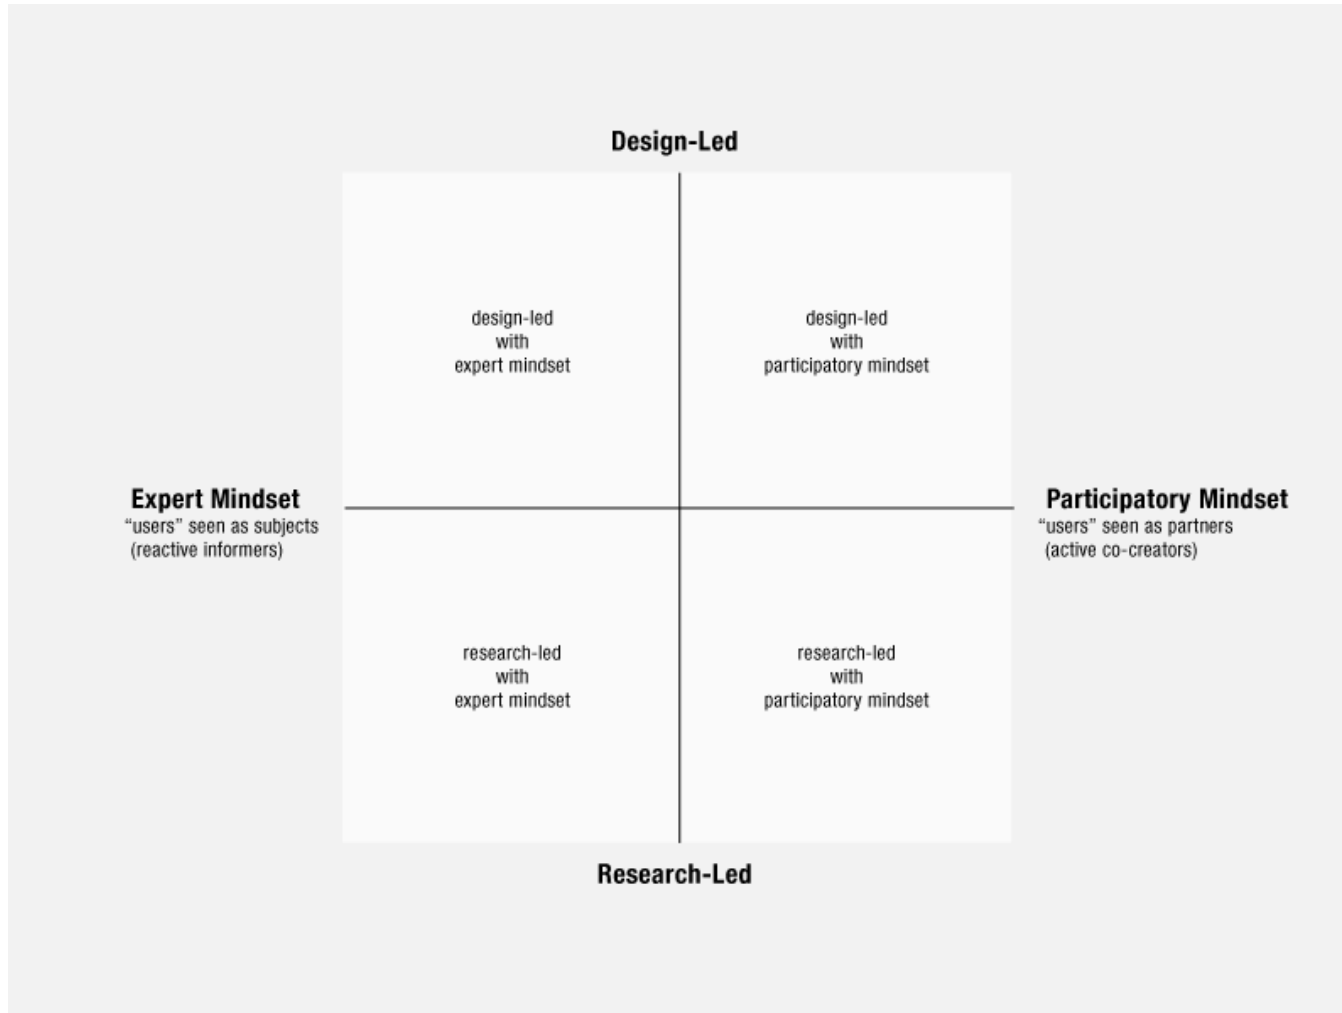 Design-Led
design-led
with
expert mindset
design-led
with
participatory mindset
Expert Mindset
“users” seen as subjects
(reactive informers)
Participatory Mindset
“users” seen as partners
(active co-creators)
research-led
with
expert mindset
research-led
with
participatory mindset
Research-Led